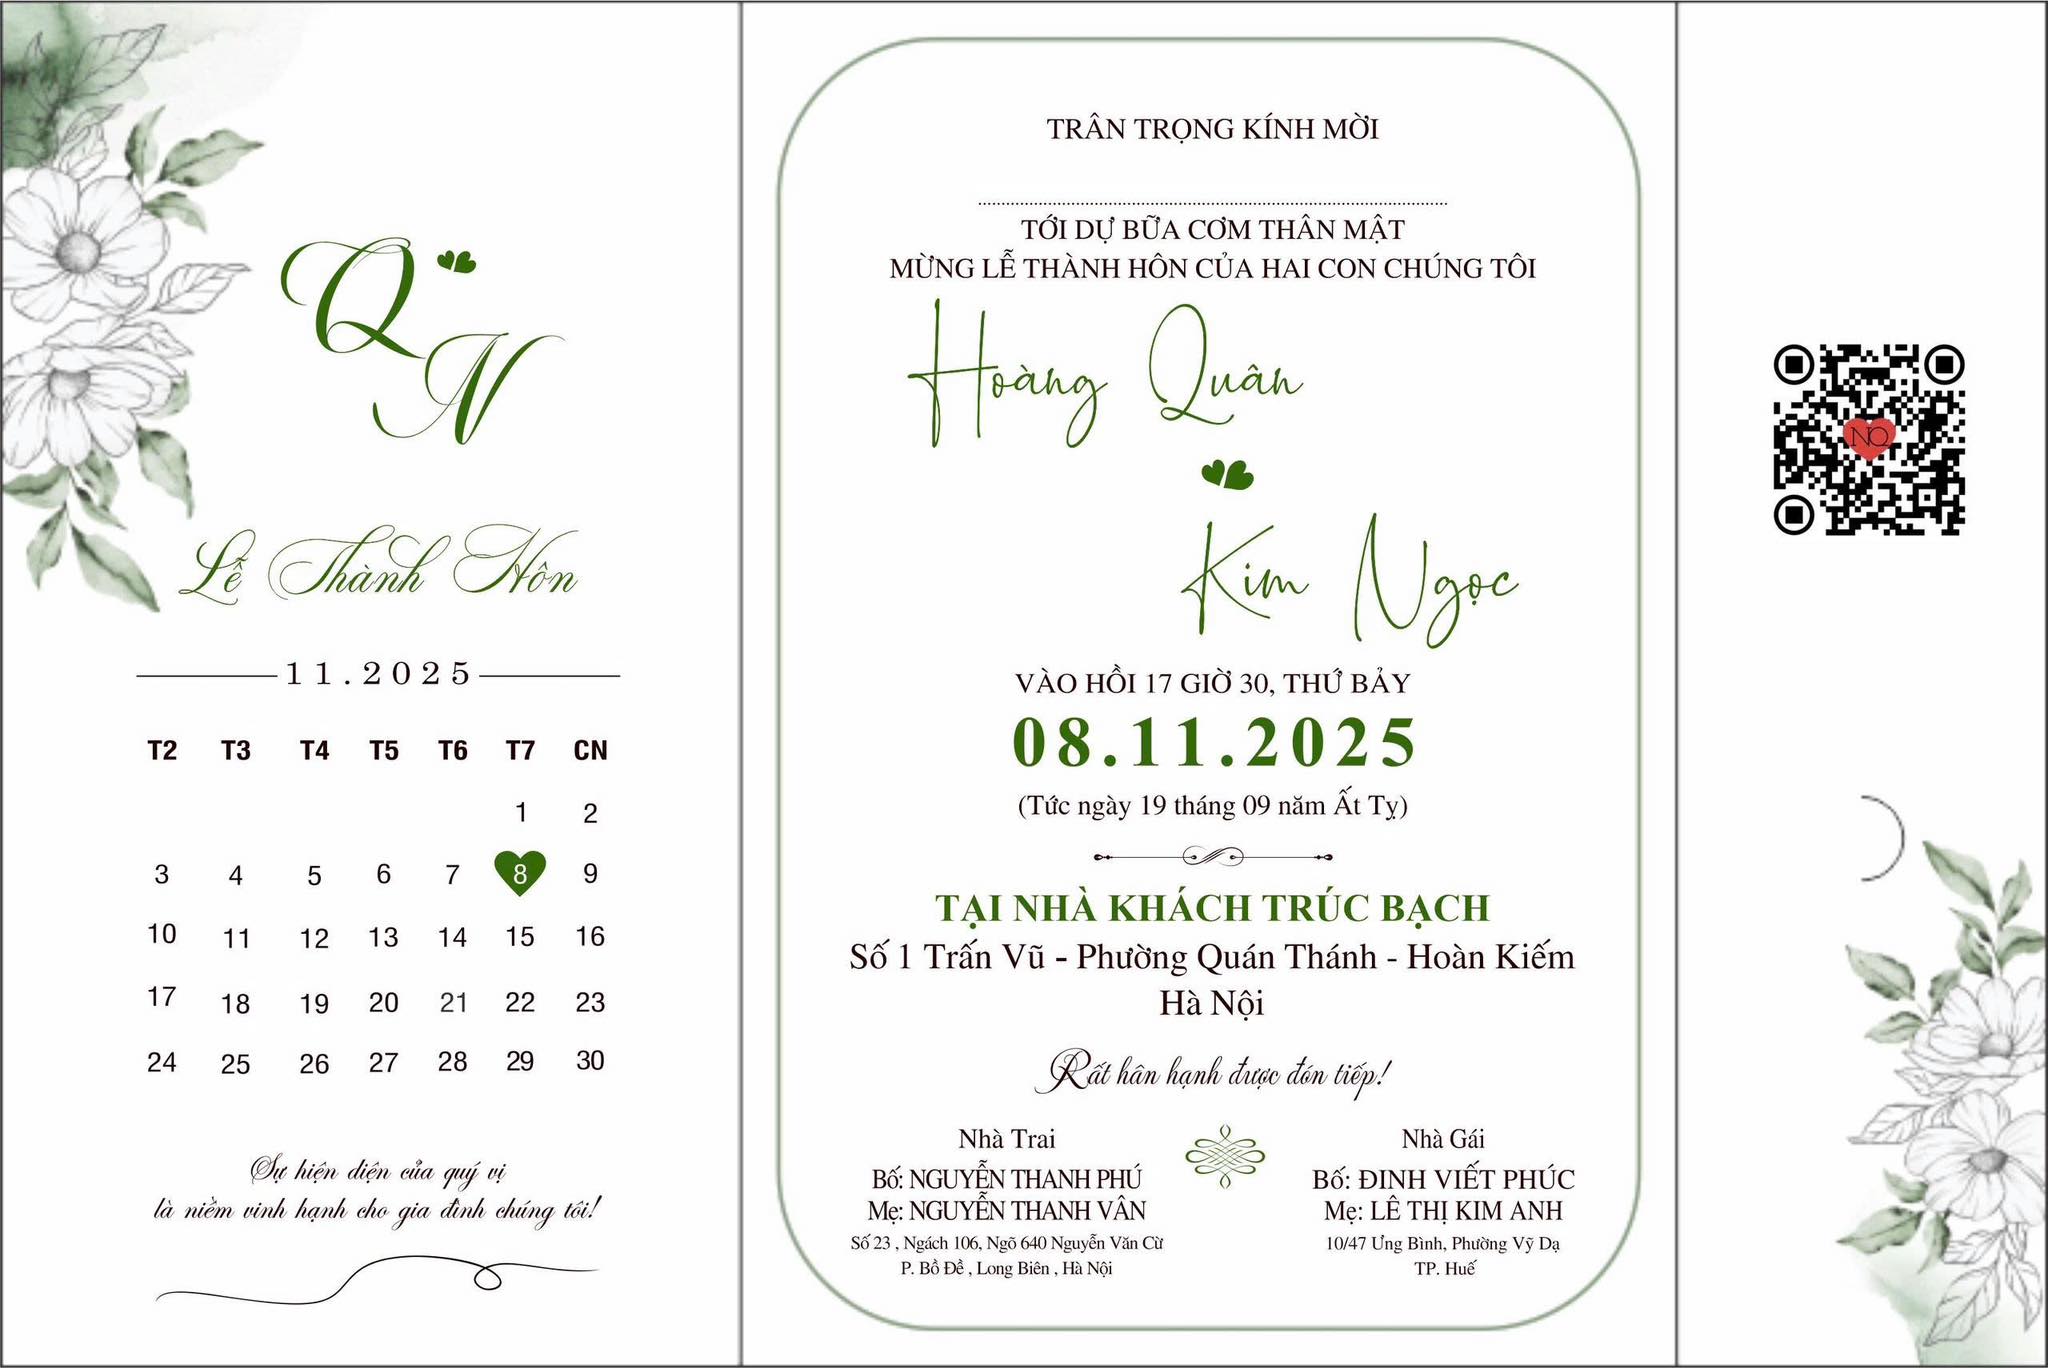 Q
N
Lễ Thành Hôn
11.2025
T2 T3 T4 T5 T6 T7 CN
1 2
3 4 5 6 7 8 9
10 11 12 13 14 15 16
17 18 19 20 21 22 23
24 25 26 27 28 29 30
Sự hiện diện của quý vị
là niềm vinh hạnh cho gia đình chúng tôi!
TRÂN TRỌNG KÍNH MỜI
TỚI DỰ BỮA CƠM THÂN MẬT
MỪNG LỄ THÀNH HÔN CỦA HAI CON CHÚNG TÔI
Hoàng Quân
Kim Ngọc
VÀO HỒI 17 GIỜ 30, THỨ BẢY
08.11.2025
(Tức ngày 19 tháng 09 năm Ất Tỵ)
TẠI NHÀ KHÁCH TRÚC BẠCH
Số 1 Trấn Vũ - Phường Quán Thánh - Hoàn Kiếm
Hà Nội
Rất hân hạnh được đón tiếp!
Nhà Trai
Bố: NGUYỄN THANH PHÚ
Mẹ: NGUYỄN THANH VÂN
Số 23 , Ngách 106, Ngõ 640 Nguyễn Văn Cừ
P. Bồ Đề , Long Biên , Hà Nội
Nhà Gái
Bố: ĐINH VIẾT PHÚC
Mẹ: LÊ THỊ KIM ANH
10/47 Ưng Bình, Phường Vỹ Dạ
TP. Huế
NQ